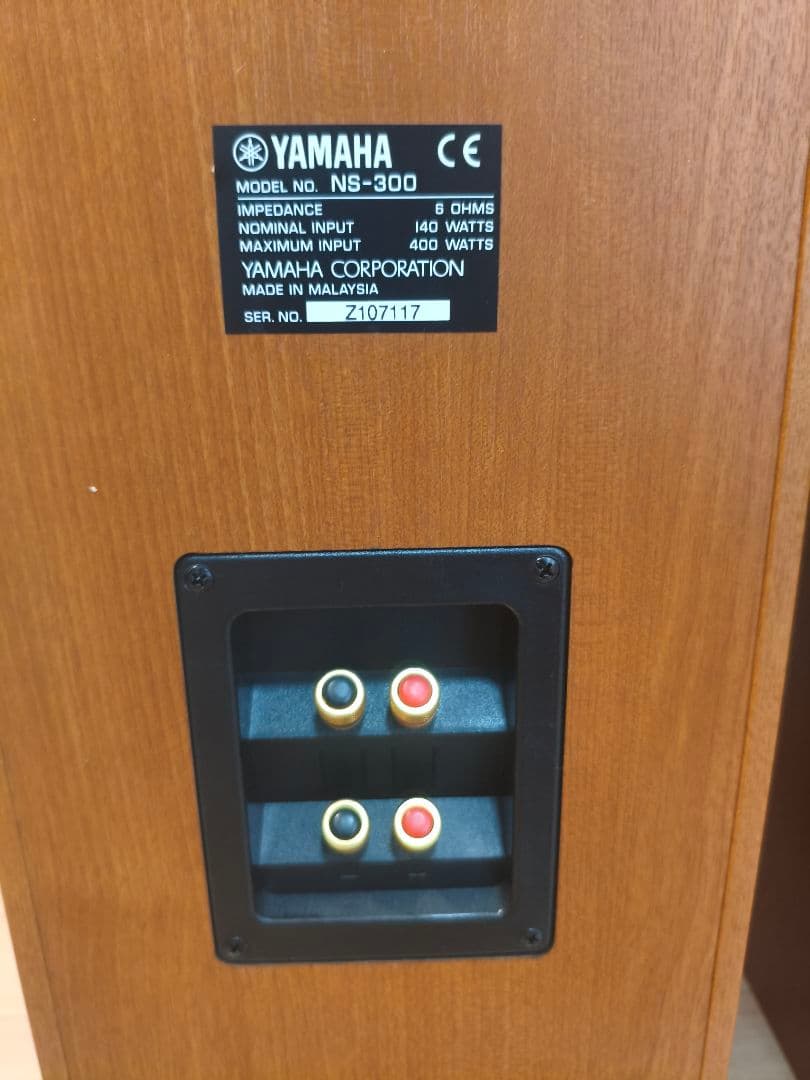 YAMAHA CE
MODEL NO. NS-300
IMPEDANCE 6 OHMS
NOMINAL INPUT 140 WATTS
MAXIMUM INPUT 400 WATTS
YAMAHA CORPORATION
MADE IN MALAYSIA
SER. NO. Z107117
- +